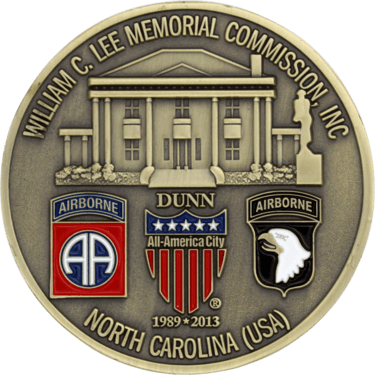 WILLIAM C. LEE MEMORIAL COMMISSION, INC
DUNN
AIRBORNE
AA
All-America City
®
1989★2013
AIRBORNE
NORTH CAROLINA (USA)